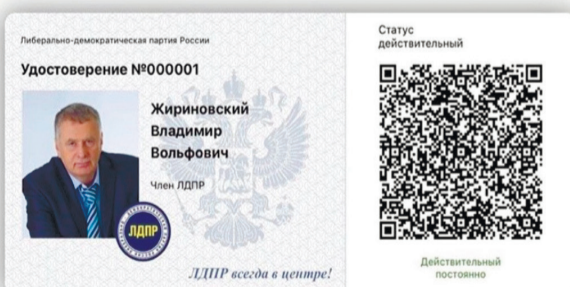 Либерально-демократическая партия России
Удостоверение №000001
Жириновский
Владимир
Вольфович
Член ЛДПР
ЛДПР
ЛДПР всегда в центре!
Статус
действительный
Действительный
постоянно